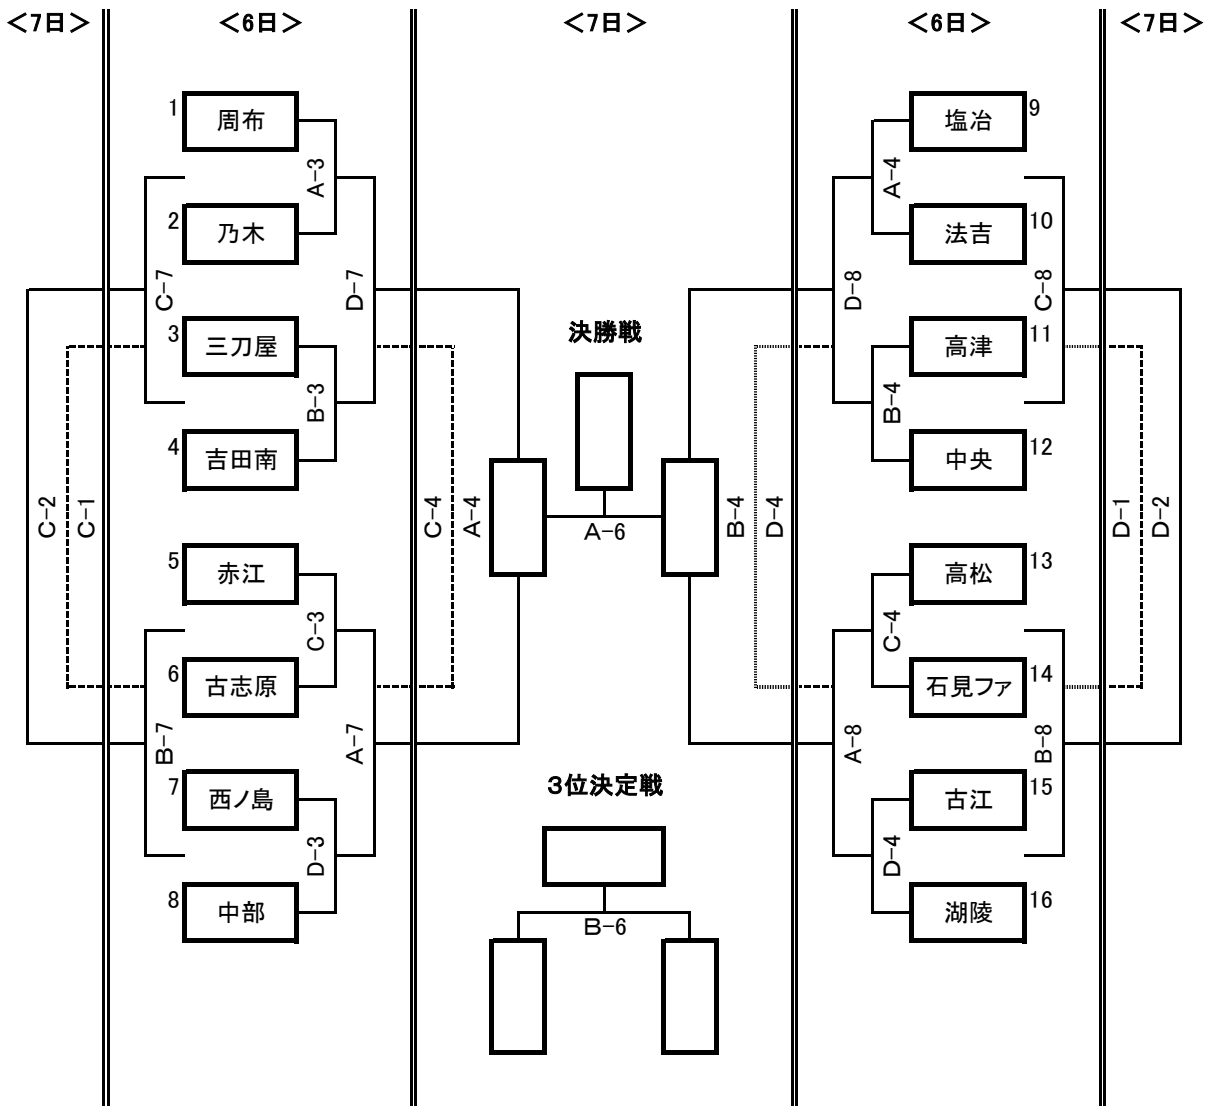 ＜7日＞
＜6日＞
＜7日＞
＜6日＞
＜7日＞
1
周布
A-3
2
乃木
C-7
D-7
3
三刀屋
B-3
4
吉田南
C-2
C-1
C-4
A-4
5
赤江
C-3
6
古志原
B-7
A-7
7
西ノ島
D-3
8
中部
決勝戦
A-6
3位決定戦
B-6
塩冶
9
A-4
法吉
10
D-8
C-8
高津
11
B-4
中央
12
B-4
D-4
D-1
D-2
高松
13
C-4
石見ファ
14
A-8
B-8
古江
15
D-4
湖陵
16